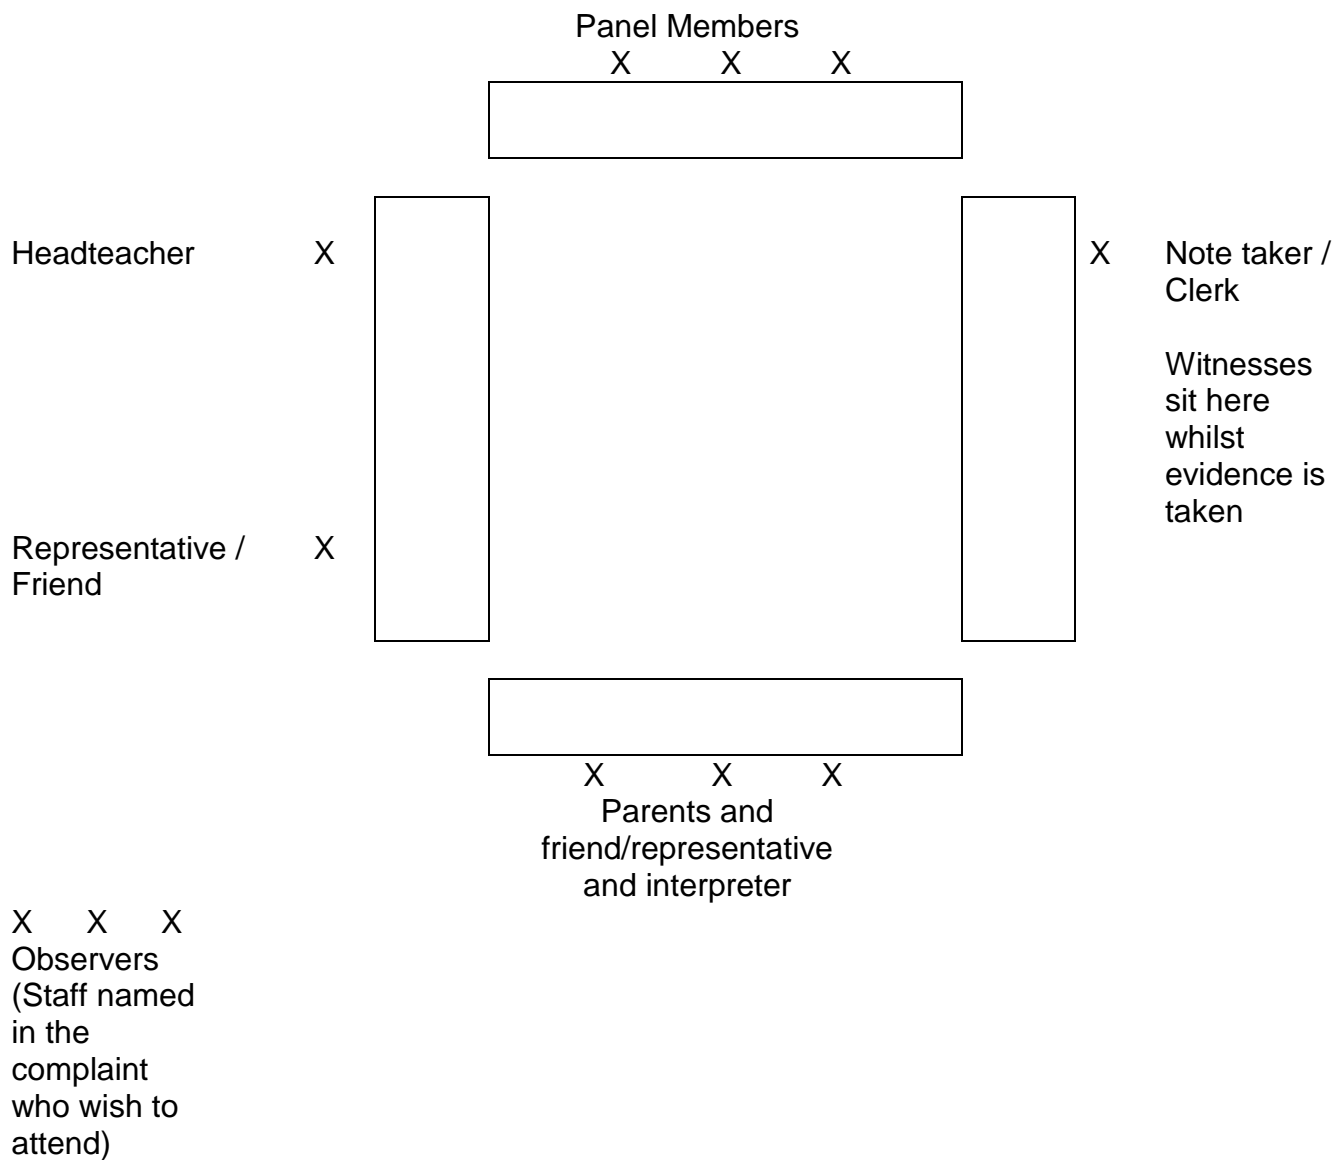 Panel Members
X X X
Headteacher X
X Note taker /
Clerk
Witnesses
sit here
whilst
evidence is
taken
Representative / X
Friend
X X X
Parents and
friend/representative
and interpreter
X X X
Observers
(Staff named
in the
complaint
who wish to
attend)